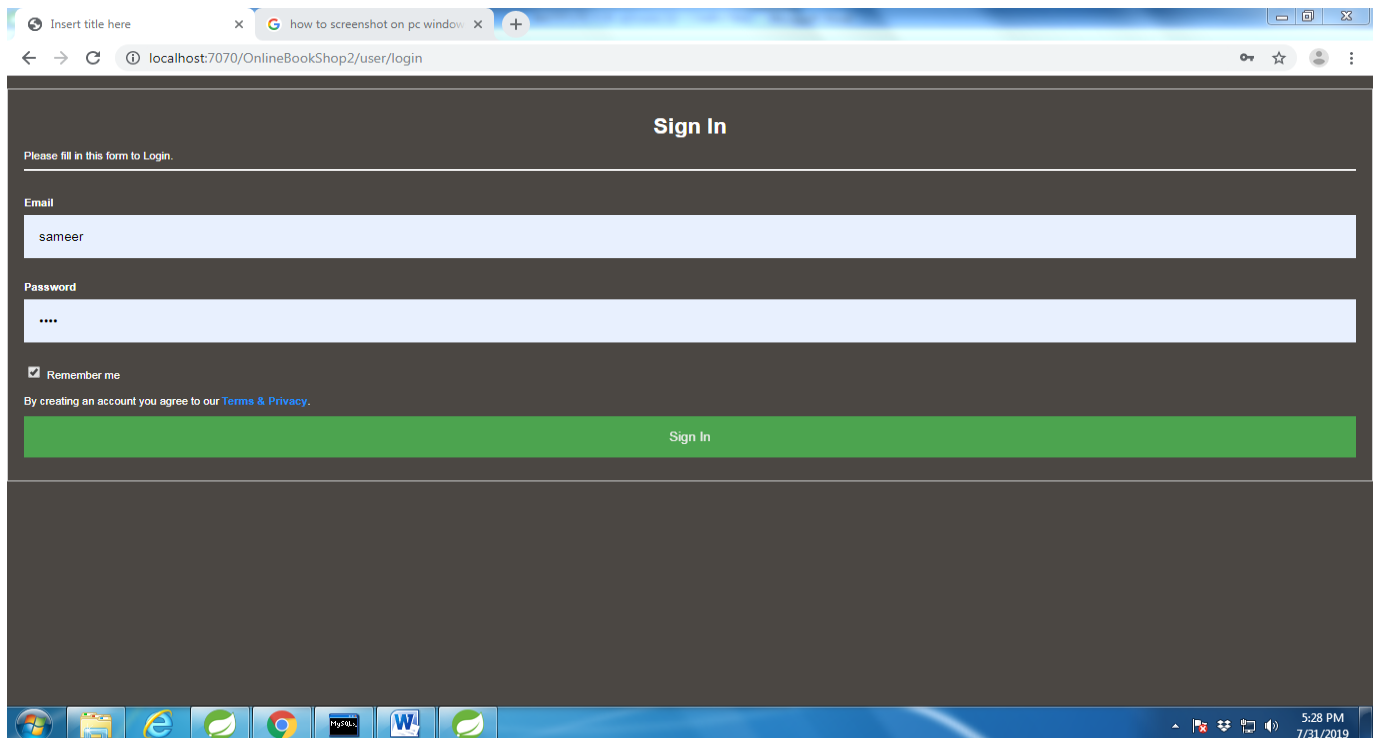 Insert title here
how to screenshot on pc window
localhost:7070/OnlineBookShop2/user/login
Sign In
Please fill in this form to Login.
Email
sameer
Password
••••
Remember me
By creating an account you agree to our Terms & Privacy.
Sign In
5:28 PM
7/31/2019